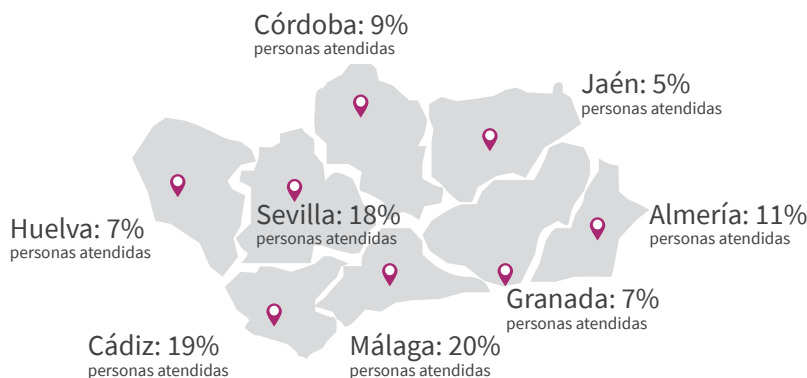 Córdoba: 9%
personas atendidas
Jaén: 5%
personas atendidas
Huelva: 7%
personas atendidas
Sevilla: 18%
personas atendidas
Almería: 11%
personas atendidas
Granada: 7%
personas atendidas
Cádiz: 19%
personas atendidas
Málaga: 20%
personas atendidas